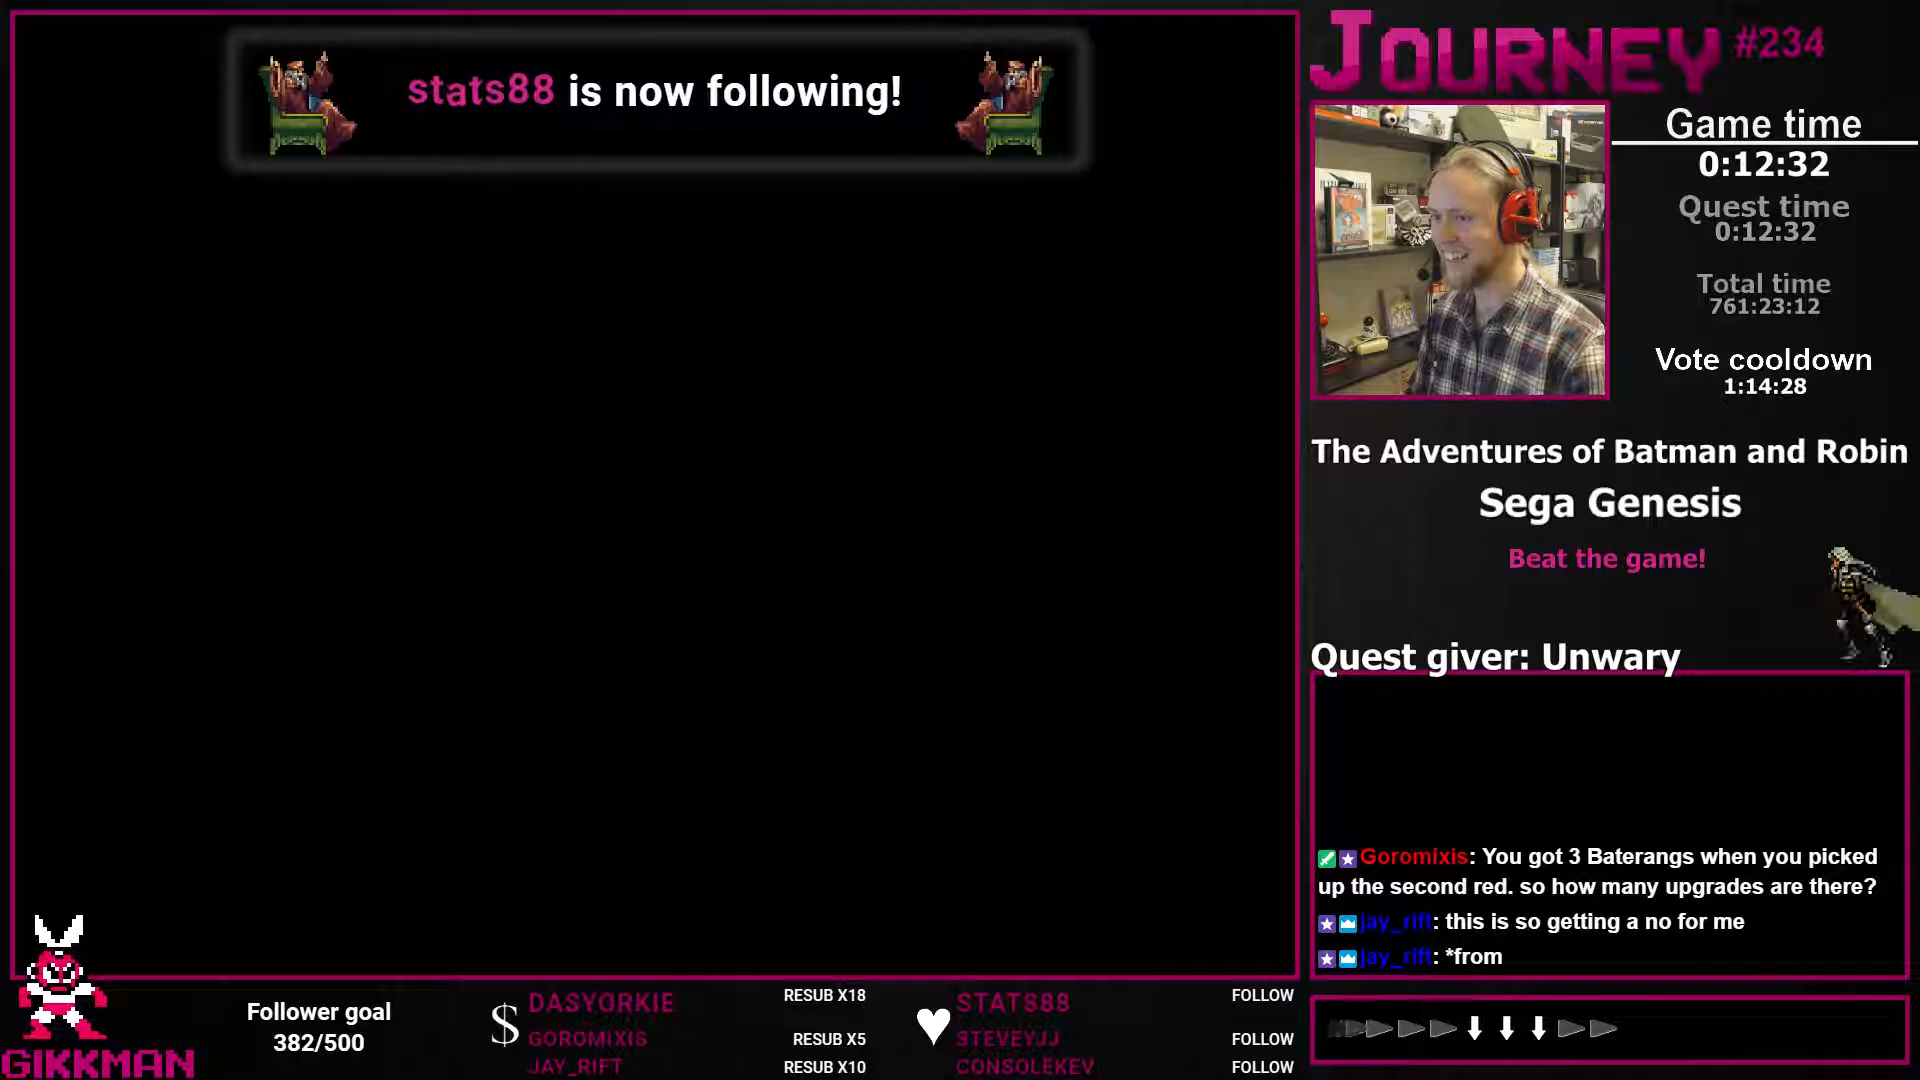 stats88 is now following!
JOURNEY #234
Game time
0:12:32
Quest time
0:12:32
Total time
761:23:12
Vote cooldown
1:14:28
The Adventures of Batman and Robin
Sega Genesis
Beat the game!
Quest giver: Unwary
Goromixis: You got 3 Baterangs when you picked
up the second red. so how many upgrades are there?
jay_rift: this is so getting a no for me
jay_rift: *from
GIKKMAN
Follower goal
382/500
$ DASYORKIE RESUB X18
GOROMIXIS RESUB X5
JAY_RIFT RESUB X10
STATS88 FOLLOW
STEVEYJJ FOLLOW
CONSOLEKEV FOLLOW